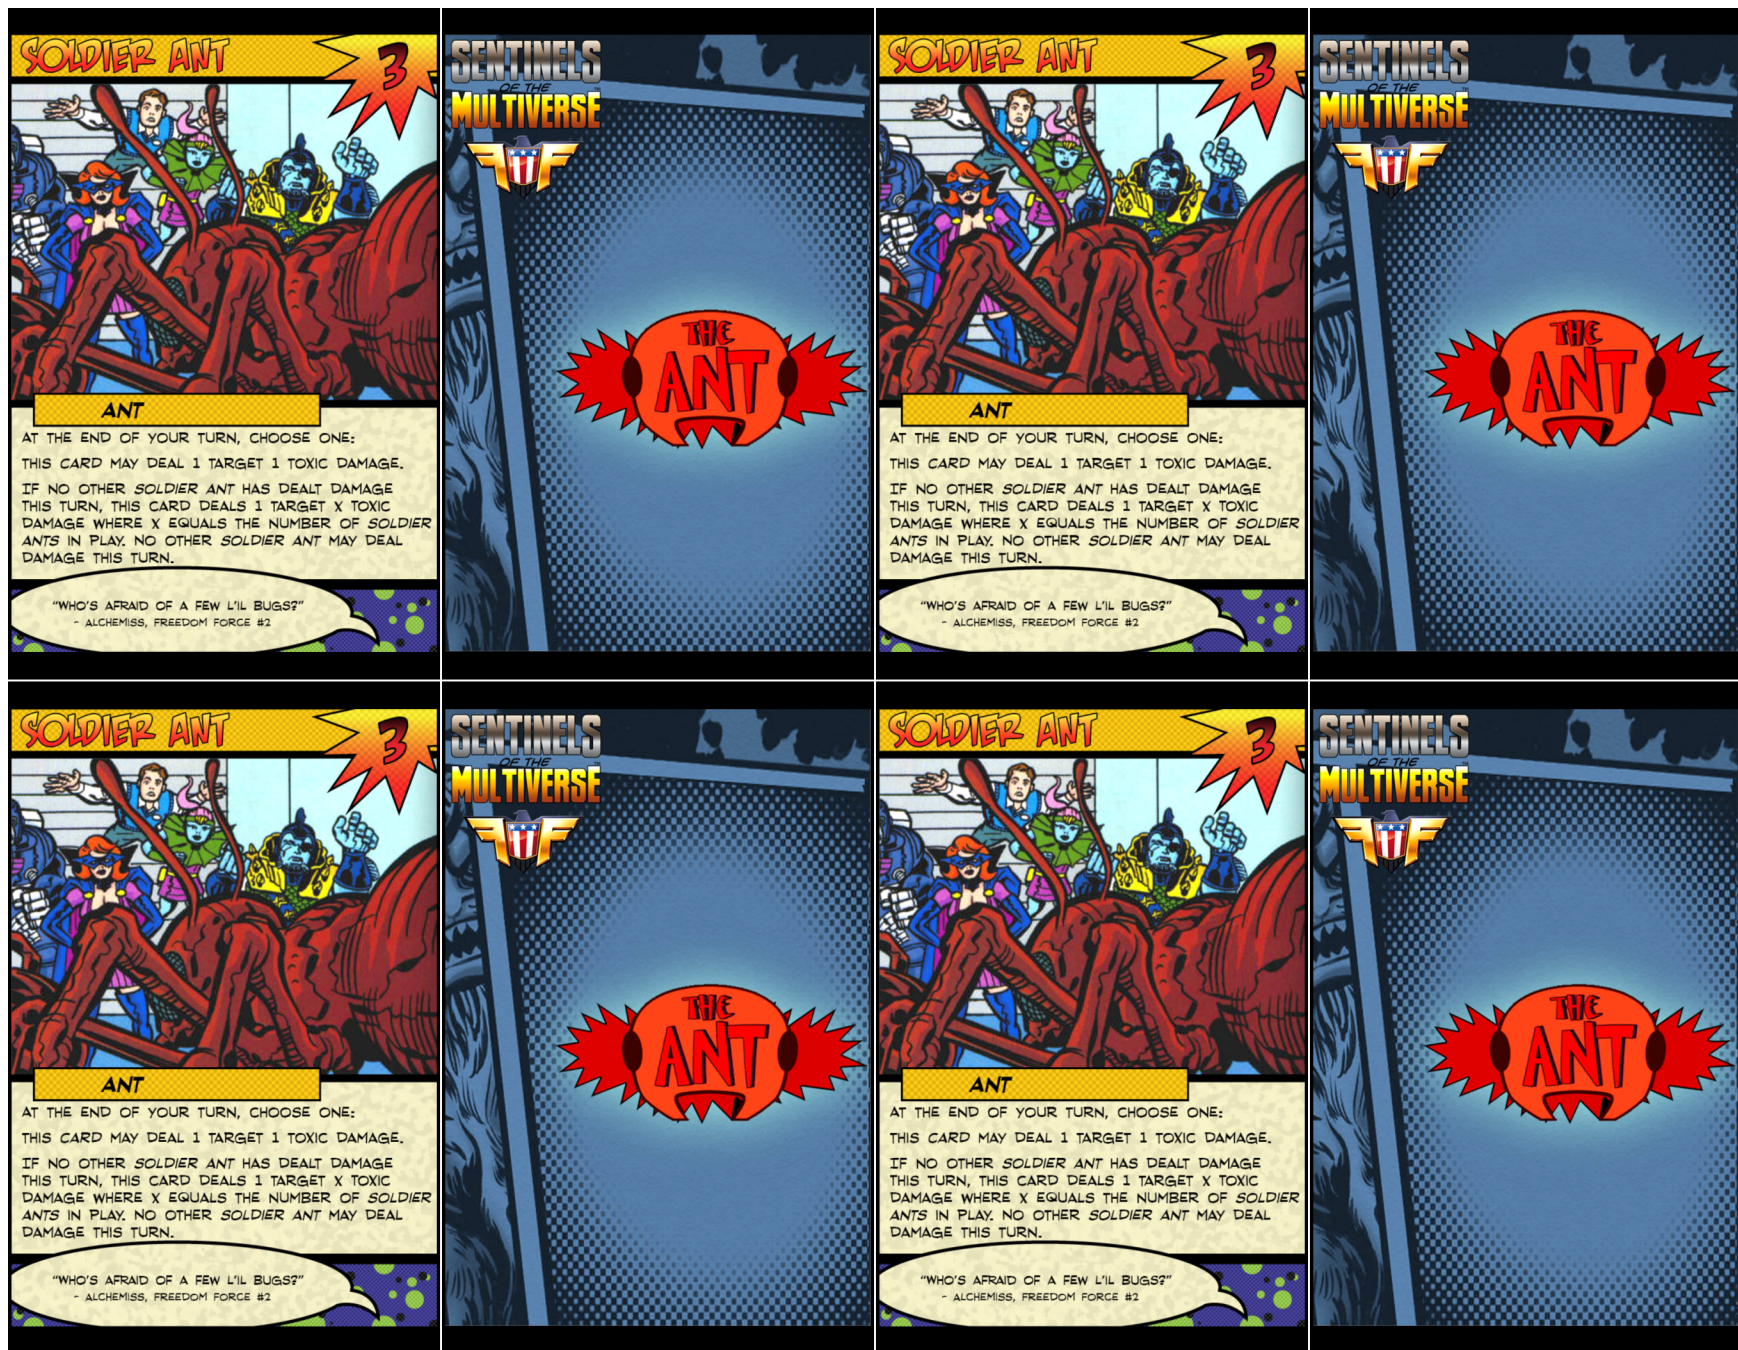 SOLDIER ANT
3
ANT
AT THE END OF YOUR TURN, CHOOSE ONE:
THIS CARD MAY DEAL 1 TARGET 1 TOXIC DAMAGE.
IF NO OTHER SOLDIER ANT HAS DEALT DAMAGE
THIS TURN, THIS CARD DEALS 1 TARGET X TOXIC
DAMAGE WHERE X EQUALS THE NUMBER OF SOLDIER
ANTS IN PLAY. NO OTHER SOLDIER ANT MAY DEAL
DAMAGE THIS TURN.
"WHO'S AFRAID OF A FEW L'IL BUGS?"
- ALCHEMISS, FREEDOM FORCE #2
SENTINELS
OF THE
MULTIVERSE™
FF
THE
ANT
SOLDIER ANT
3
ANT
AT THE END OF YOUR TURN, CHOOSE ONE:
THIS CARD MAY DEAL 1 TARGET 1 TOXIC DAMAGE.
IF NO OTHER SOLDIER ANT HAS DEALT DAMAGE
THIS TURN, THIS CARD DEALS 1 TARGET X TOXIC
DAMAGE WHERE X EQUALS THE NUMBER OF SOLDIER
ANTS IN PLAY. NO OTHER SOLDIER ANT MAY DEAL
DAMAGE THIS TURN.
"WHO'S AFRAID OF A FEW L'IL BUGS?"
- ALCHEMISS, FREEDOM FORCE #2
SENTINELS
OF THE
MULTIVERSE™
FF
THE
ANT
SOLDIER ANT
3
ANT
AT THE END OF YOUR TURN, CHOOSE ONE:
THIS CARD MAY DEAL 1 TARGET 1 TOXIC DAMAGE.
IF NO OTHER SOLDIER ANT HAS DEALT DAMAGE
THIS TURN, THIS CARD DEALS 1 TARGET X TOXIC
DAMAGE WHERE X EQUALS THE NUMBER OF SOLDIER
ANTS IN PLAY. NO OTHER SOLDIER ANT MAY DEAL
DAMAGE THIS TURN.
"WHO'S AFRAID OF A FEW L'IL BUGS?"
- ALCHEMISS, FREEDOM FORCE #2
SENTINELS
OF THE
MULTIVERSE™
FF
THE
ANT
SOLDIER ANT
3
ANT
AT THE END OF YOUR TURN, CHOOSE ONE:
THIS CARD MAY DEAL 1 TARGET 1 TOXIC DAMAGE.
IF NO OTHER SOLDIER ANT HAS DEALT DAMAGE
THIS TURN, THIS CARD DEALS 1 TARGET X TOXIC
DAMAGE WHERE X EQUALS THE NUMBER OF SOLDIER
ANTS IN PLAY. NO OTHER SOLDIER ANT MAY DEAL
DAMAGE THIS TURN.
"WHO'S AFRAID OF A FEW L'IL BUGS?"
- ALCHEMISS, FREEDOM FORCE #2
SENTINELS
OF THE
MULTIVERSE™
FF
THE
ANT